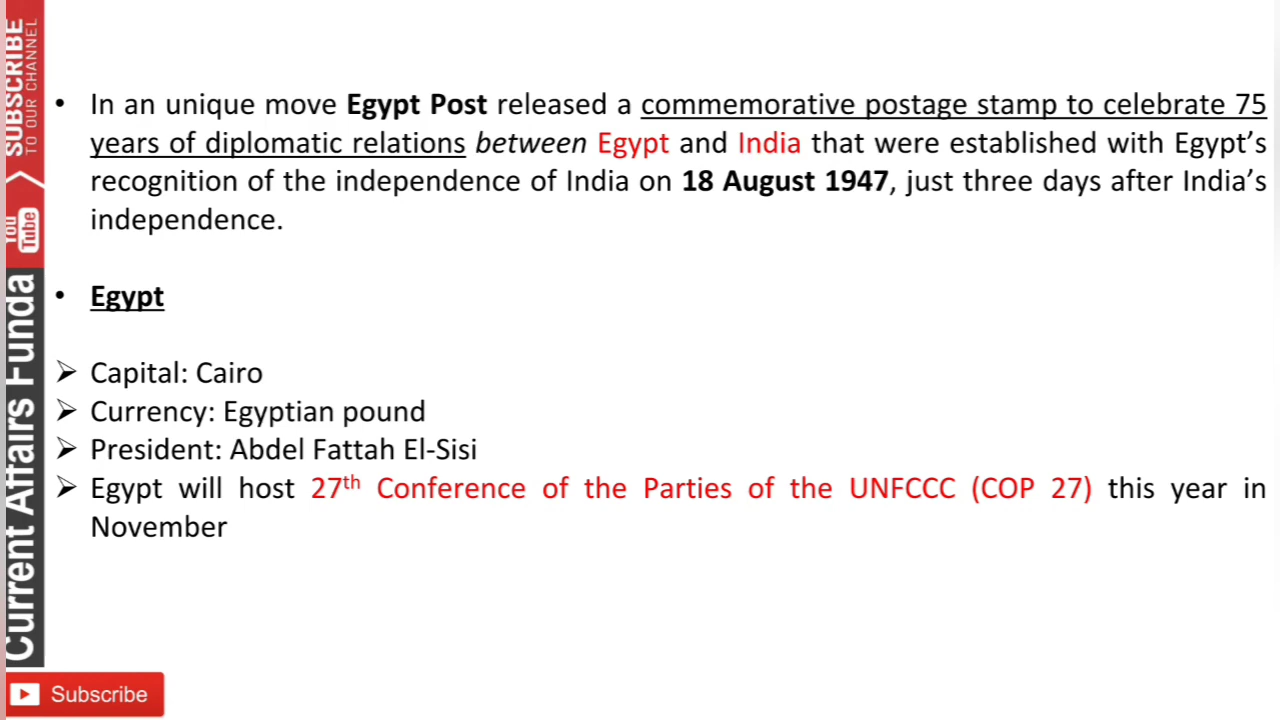 SUBSCRIBE
TO OUR CHANNEL
You
Tube
Current Affairs Funda
• In an unique move Egypt Post released a commemorative postage stamp to celebrate 75
years of diplomatic relations between Egypt and India that were established with Egypt’s
recognition of the independence of India on 18 August 1947, just three days after India’s
independence.
• Egypt
➢ Capital: Cairo
➢ Currency: Egyptian pound
➢ President: Abdel Fattah El-Sisi
➢ Egypt will host 27th Conference of the Parties of the UNFCCC (COP 27) this year in
November
Subscribe